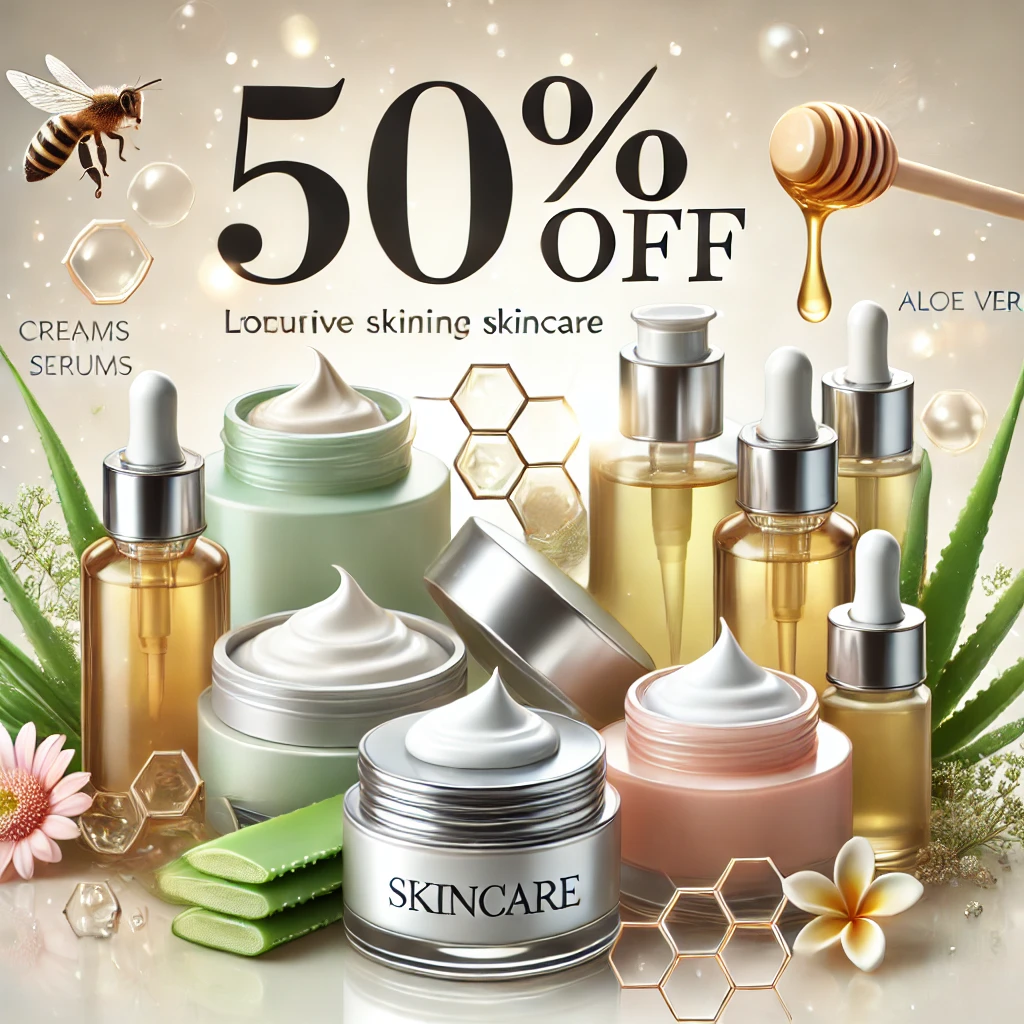 50% OFF
Locurive skining skincare
CREAMS
SERUMS
ALOE VER
SKINCARE